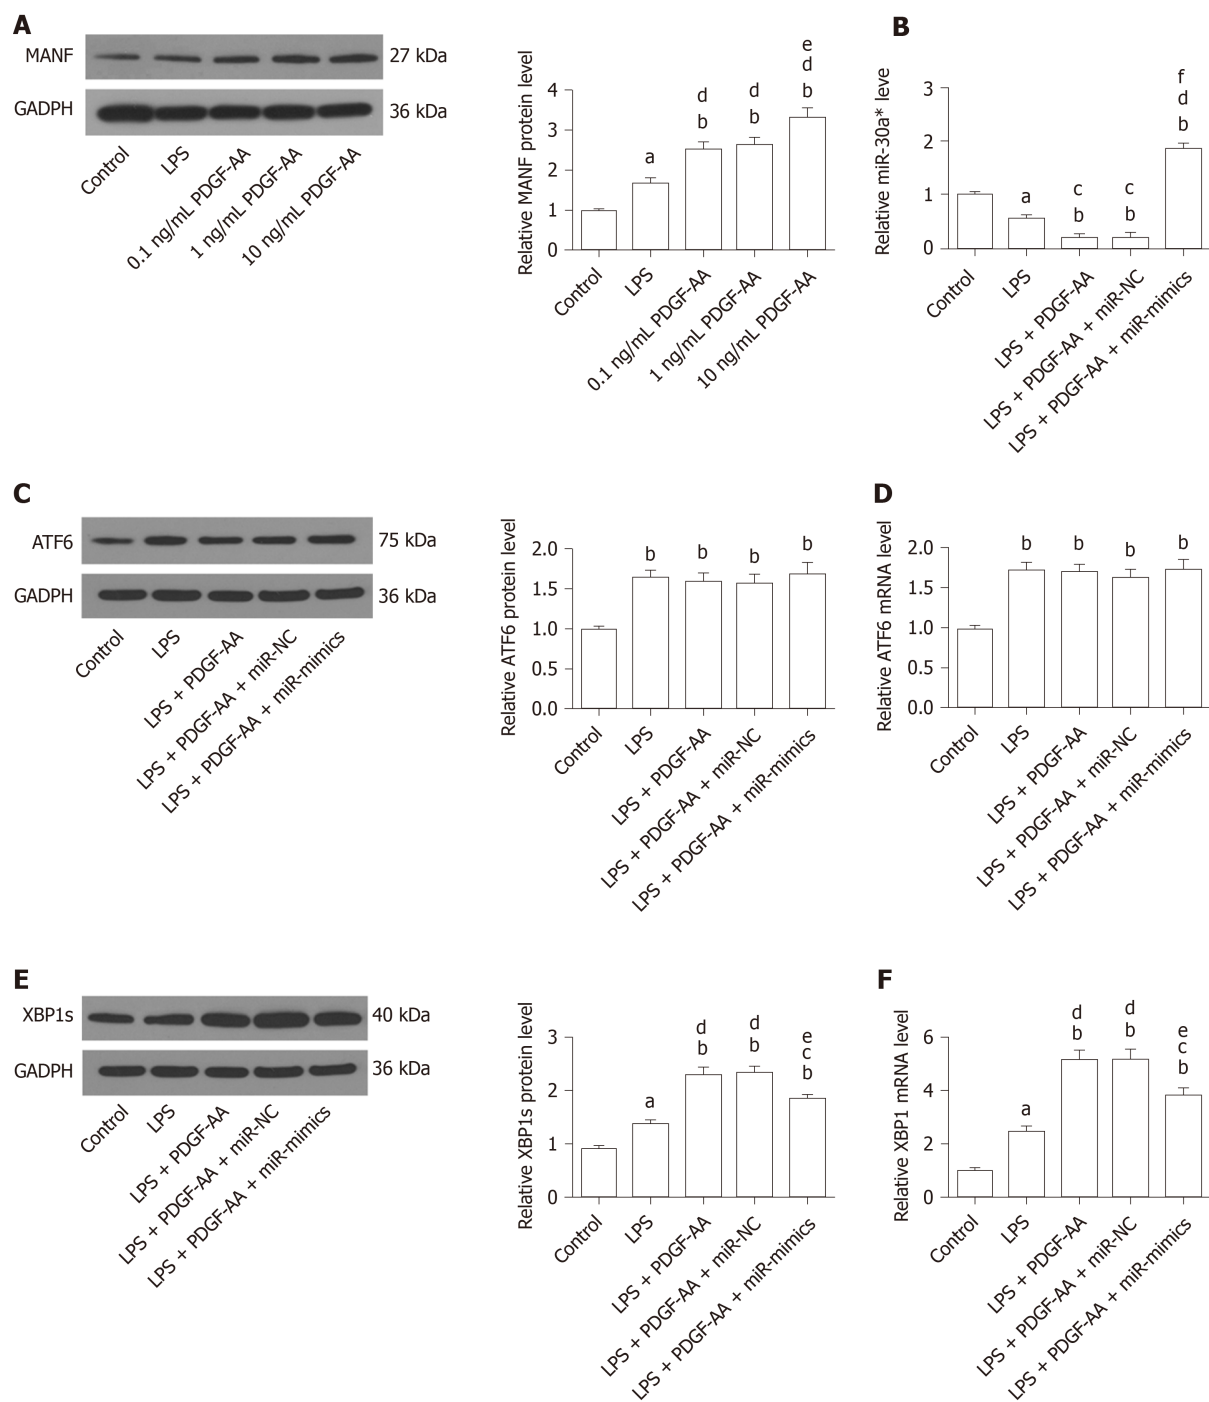 A
MANF
27 kDa
GADPH
36 kDa
Control
LPS
0.1 ng/mL PDGF-AA
1 ng/mL PDGF-AA
10 ng/mL PDGF-AA
Relative MANF protein level
4
3
2
1
0
a
d
b
d
b
e
d
b
Control
LPS
0.1 ng/mL PDGF-AA
1 ng/mL PDGF-AA
10 ng/mL PDGF-AA
B
Relative miR-30a* leve
3
2
1
0
a
c
b
c
b
f
d
b
Control
LPS
LPS + PDGF-AA
LPS + PDGF-AA + miR-NC
LPS + PDGF-AA + miR-mimics
C
ATF6
75 kDa
GADPH
36 kDa
Control
LPS
LPS + PDGF-AA
LPS + PDGF-AA + miR-NC
LPS + PDGF-AA + miR-mimics
Relative ATF6 protein level
2.0
1.5
1.0
0.5
0.0
b
b
b
b
Control
LPS
LPS + PDGF-AA
LPS + PDGF-AA + miR-NC
LPS + PDGF-AA + miR-mimics
D
Relative ATF6 mRNA level
2.0
1.5
1.0
0.5
0.0
b
b
b
b
Control
LPS
LPS + PDGF-AA
LPS + PDGF-AA + miR-NC
LPS + PDGF-AA + miR-mimics
E
XBP1s
40 kDa
GADPH
36 kDa
Control
LPS
LPS + PDGF-AA
LPS + PDGF-AA + miR-NC
LPS + PDGF-AA + miR-mimics
Relative XBP1s protein level
3
2
1
0
a
d
b
d
b
e
c
b
Control
LPS
LPS + PDGF-AA
LPS + PDGF-AA + miR-NC
LPS + PDGF-AA + miR-mimics
F
Relative XBP1 mRNA level
6
4
2
0
a
d
b
d
b
e
c
b
Control
LPS
LPS + PDGF-AA
LPS + PDGF-AA + miR-NC
LPS + PDGF-AA + miR-mimics